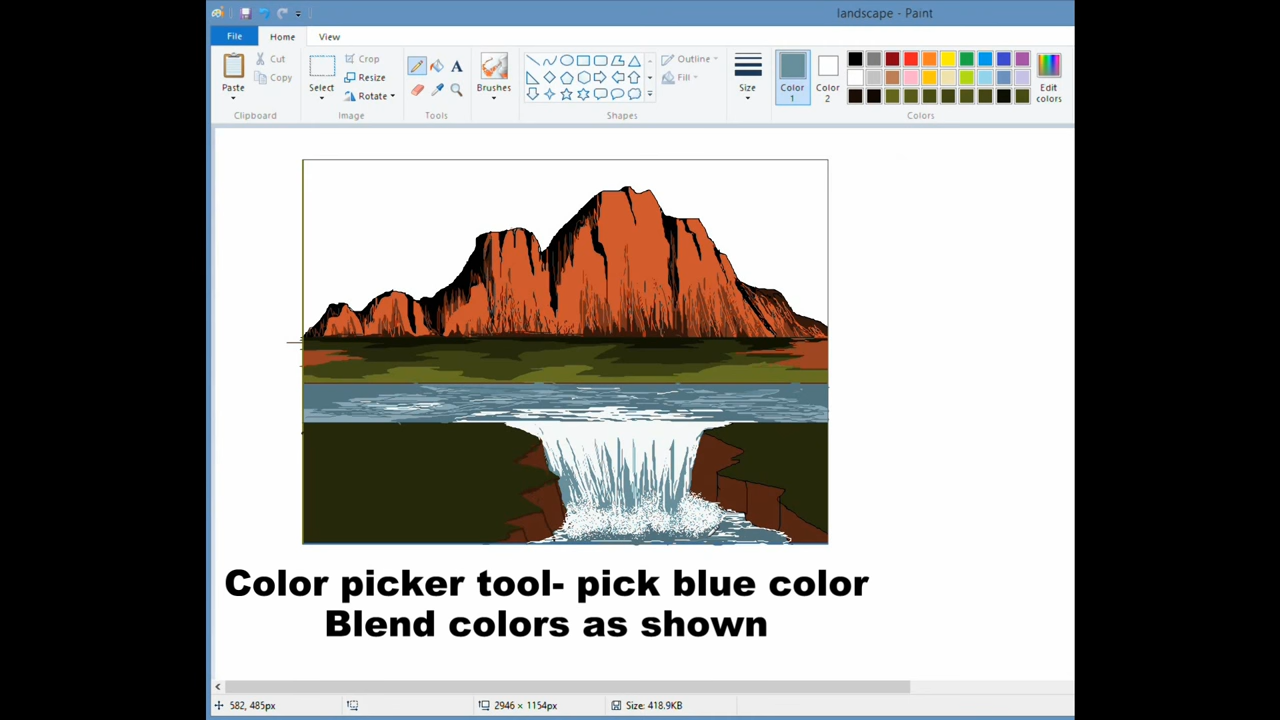 landscape - Paint
File Home View
Paste Cut Copy
Clipboard
Select Crop Resize Rotate
Image
Tools
Brushes
Outline Fill
Shapes
Size
Color 1
Color 2
Edit colors
Colors
Color picker tool- pick blue color
Blend colors as shown
582, 485px 2946 × 1154px Size: 418.9KB